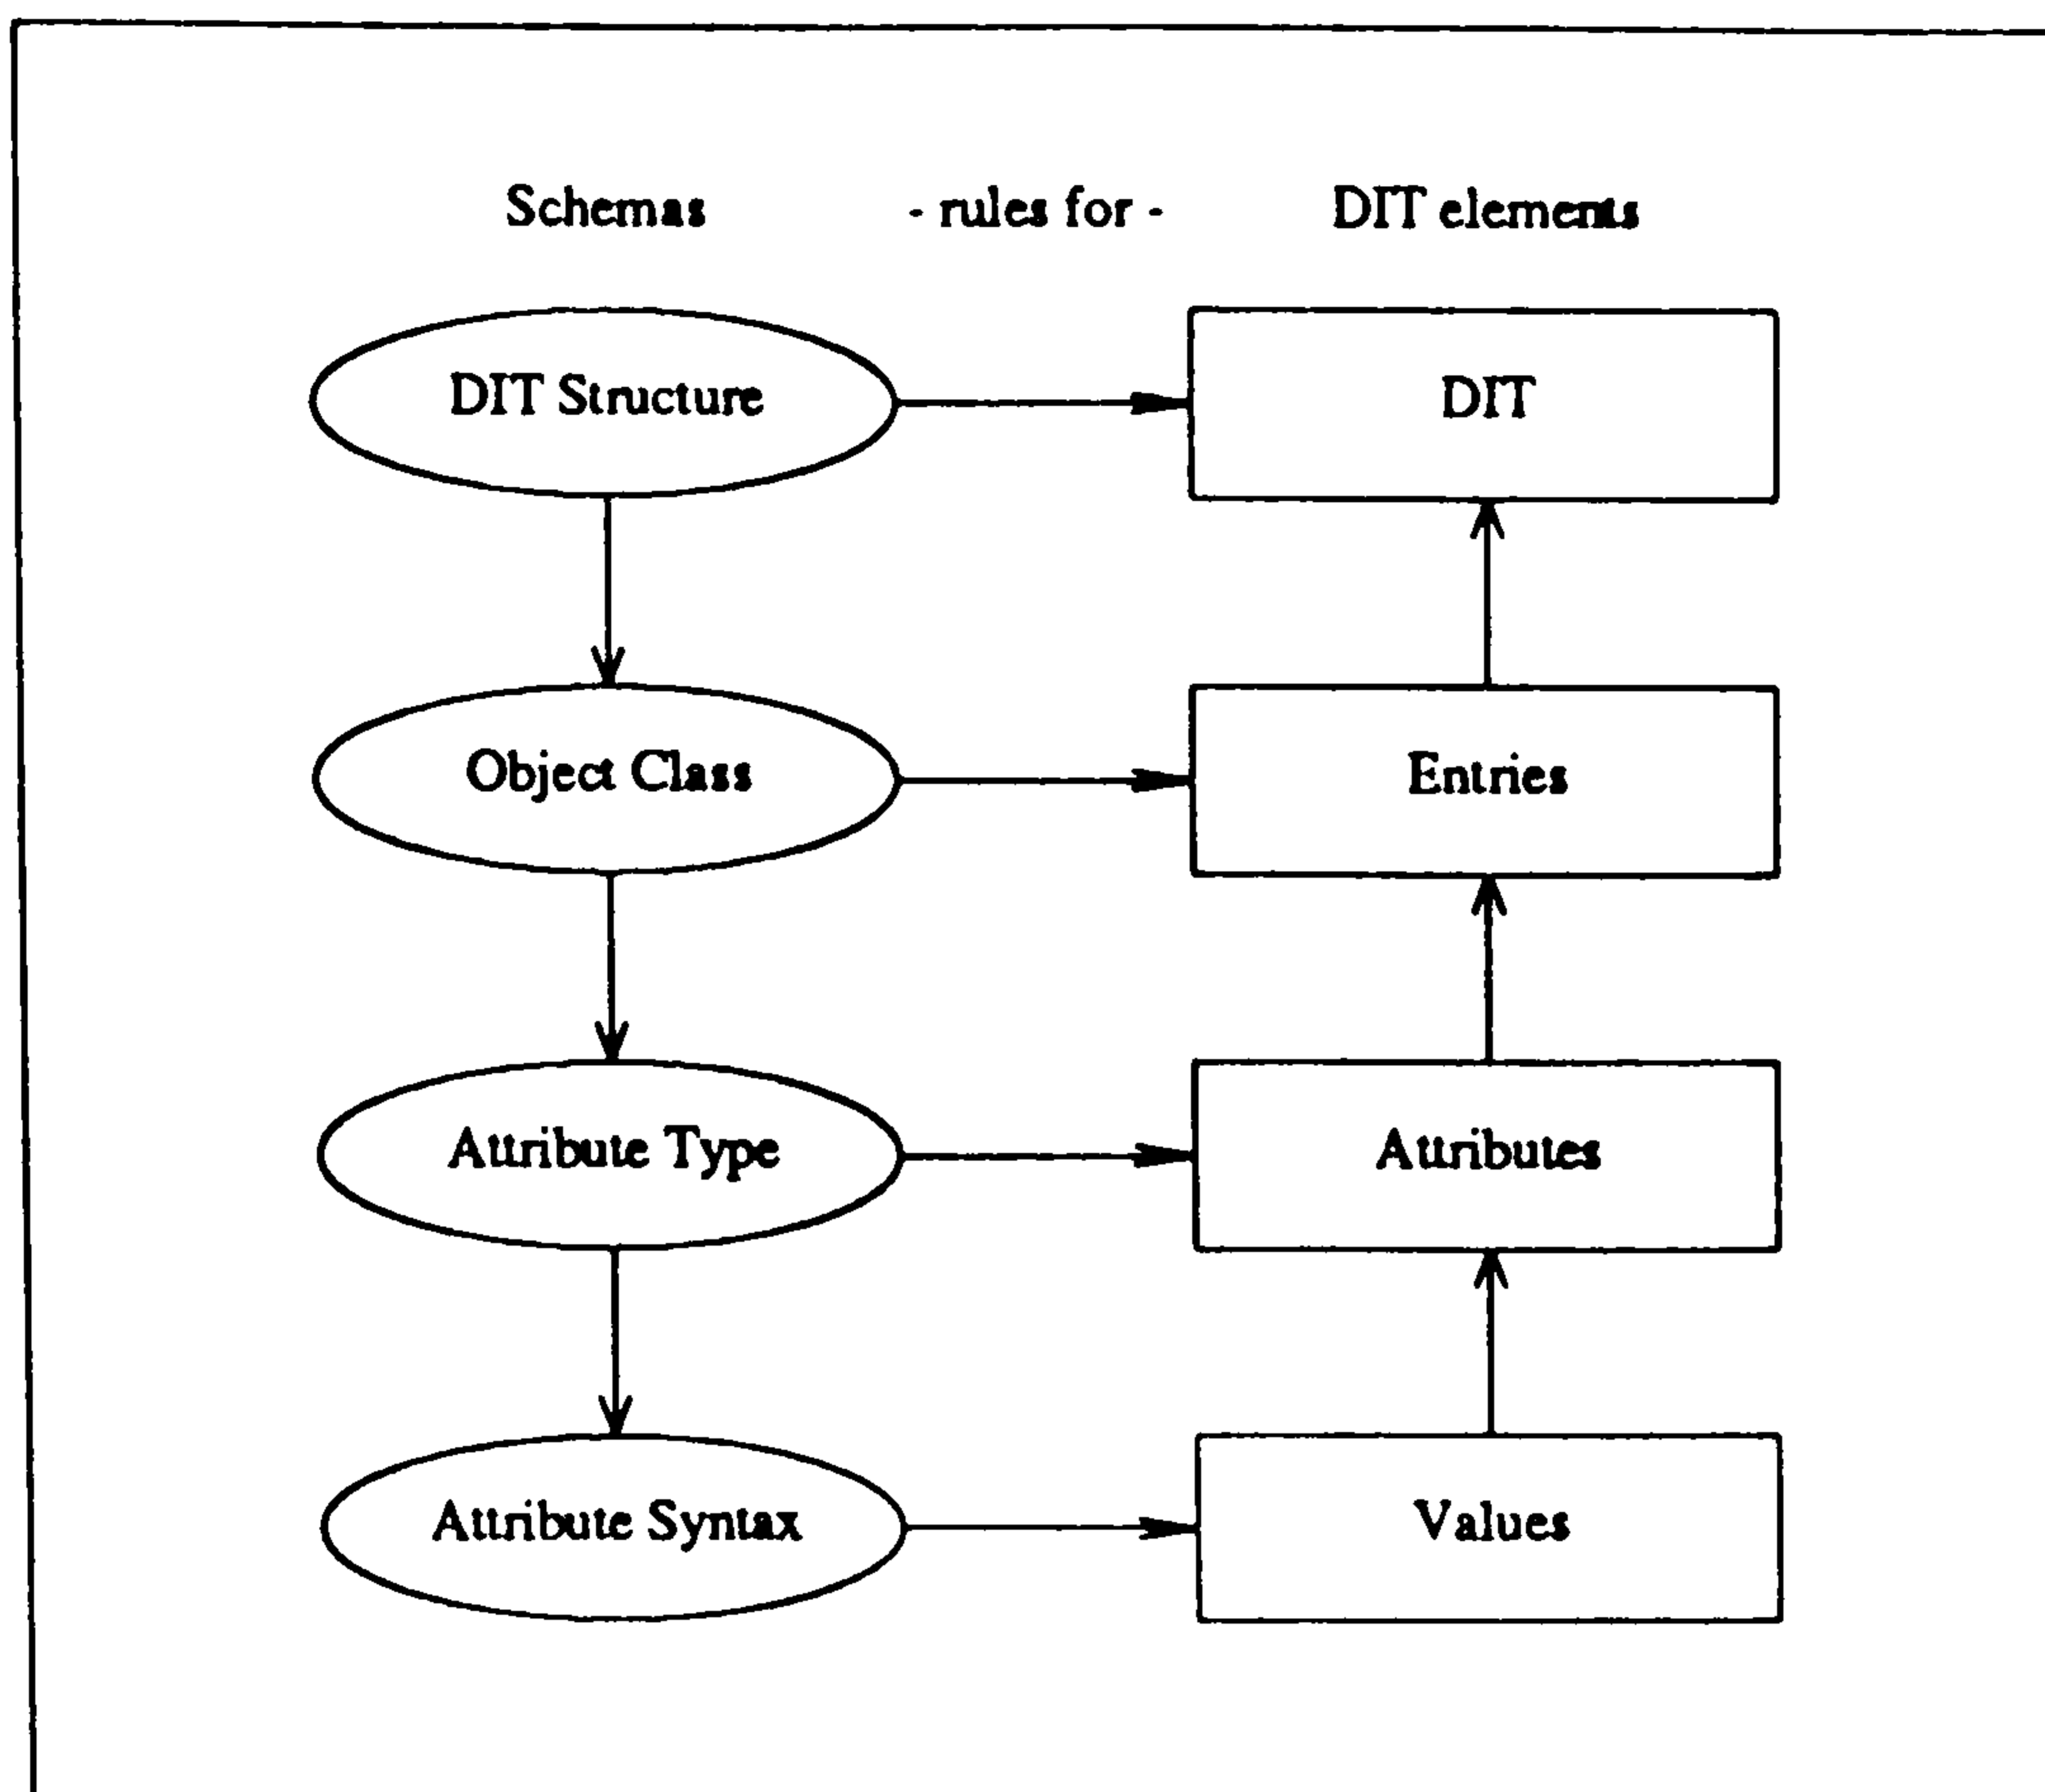 Schemas - rules for - DIT elements
DIT Structure
DIT
Object Class
Entries
Attribute Type
Attributes
Attribute Syntax
Values